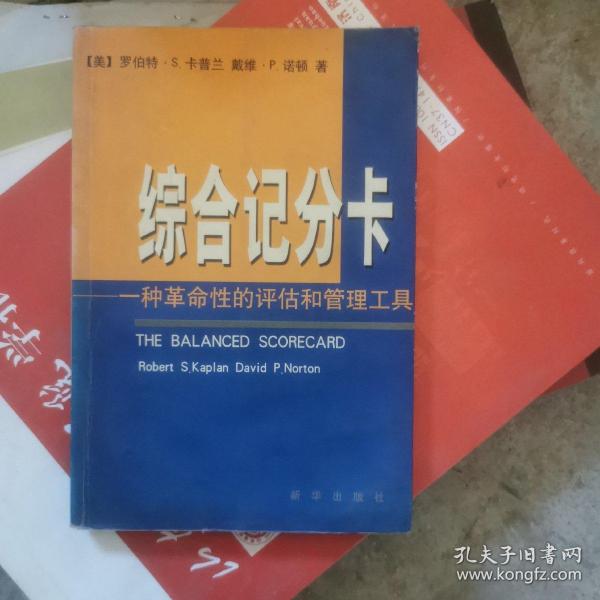 【美】罗伯特·S.卡普兰 戴维·P.诺顿 著
综合记分卡
一种革命性的评估和管理工具
THE BALANCED SCORECARD
Robert S.Kaplan David P.Norton
新华出版社
孔夫子旧书网
www.kongfz.com